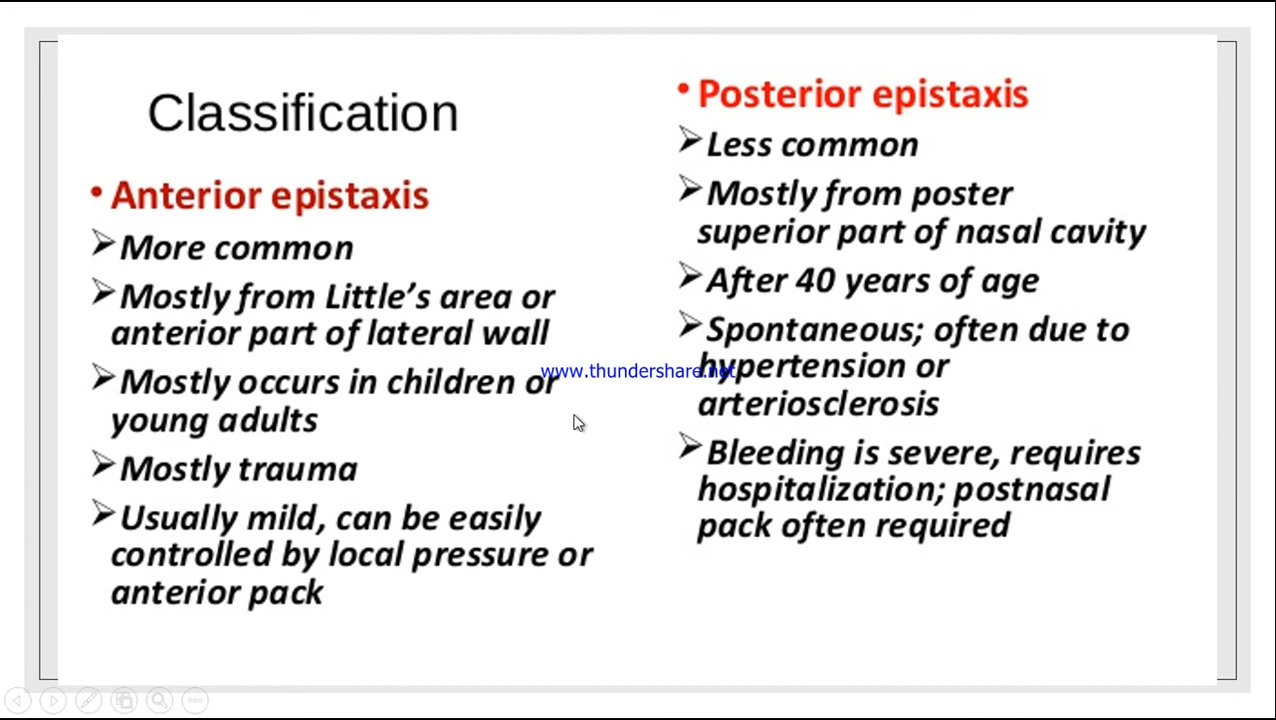 Classification
• Anterior epistaxis
➢More common
➢Mostly from Little's area or
anterior part of lateral wall
➢Mostly occurs in children or
young adults
➢Mostly trauma
➢Usually mild, can be easily
controlled by local pressure or
anterior pack
• Posterior epistaxis
➢Less common
➢Mostly from poster
superior part of nasal cavity
➢After 40 years of age
➢Spontaneous; often due to
hypertension or
arteriosclerosis
➢Bleeding is severe, requires
hospitalization; postnasal
pack often required
www.thundershare.net